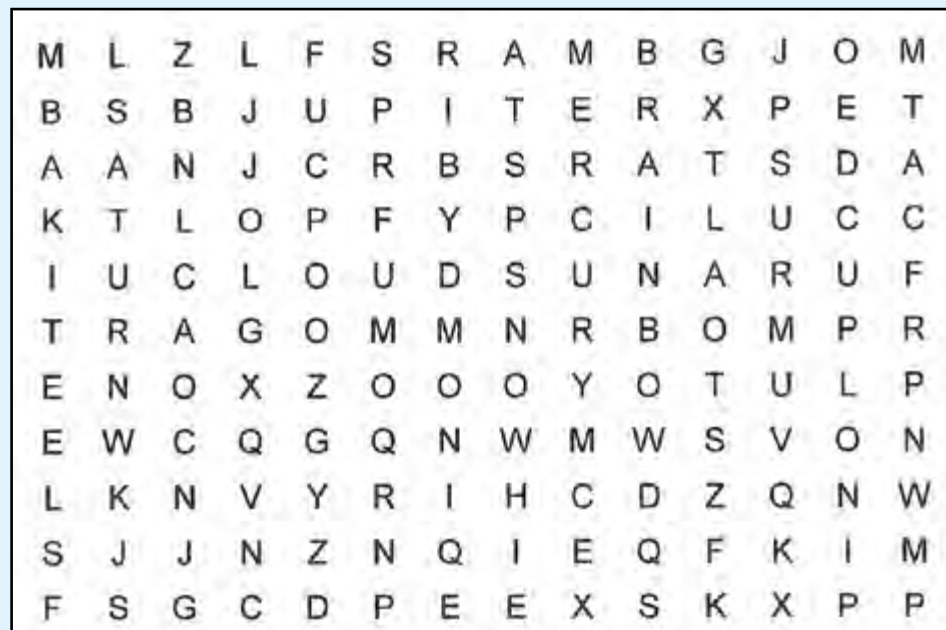 M L Z L F S R A M B G J O M
B S B J U P I T E R X P E T
A A N J C R B S R A T S D A
K T L O P F Y P C I L U C C
I U C L O U D S U N A R U F
T R A G O M M N R B O M P R
E N O X Z O O O Y O T U L P
E W C Q G Q N W M W S V O N
L K N V Y R I H C D Z Q N W
S J J N Z N Q I E Q F K I M
F S G C D P E E X S K X P P